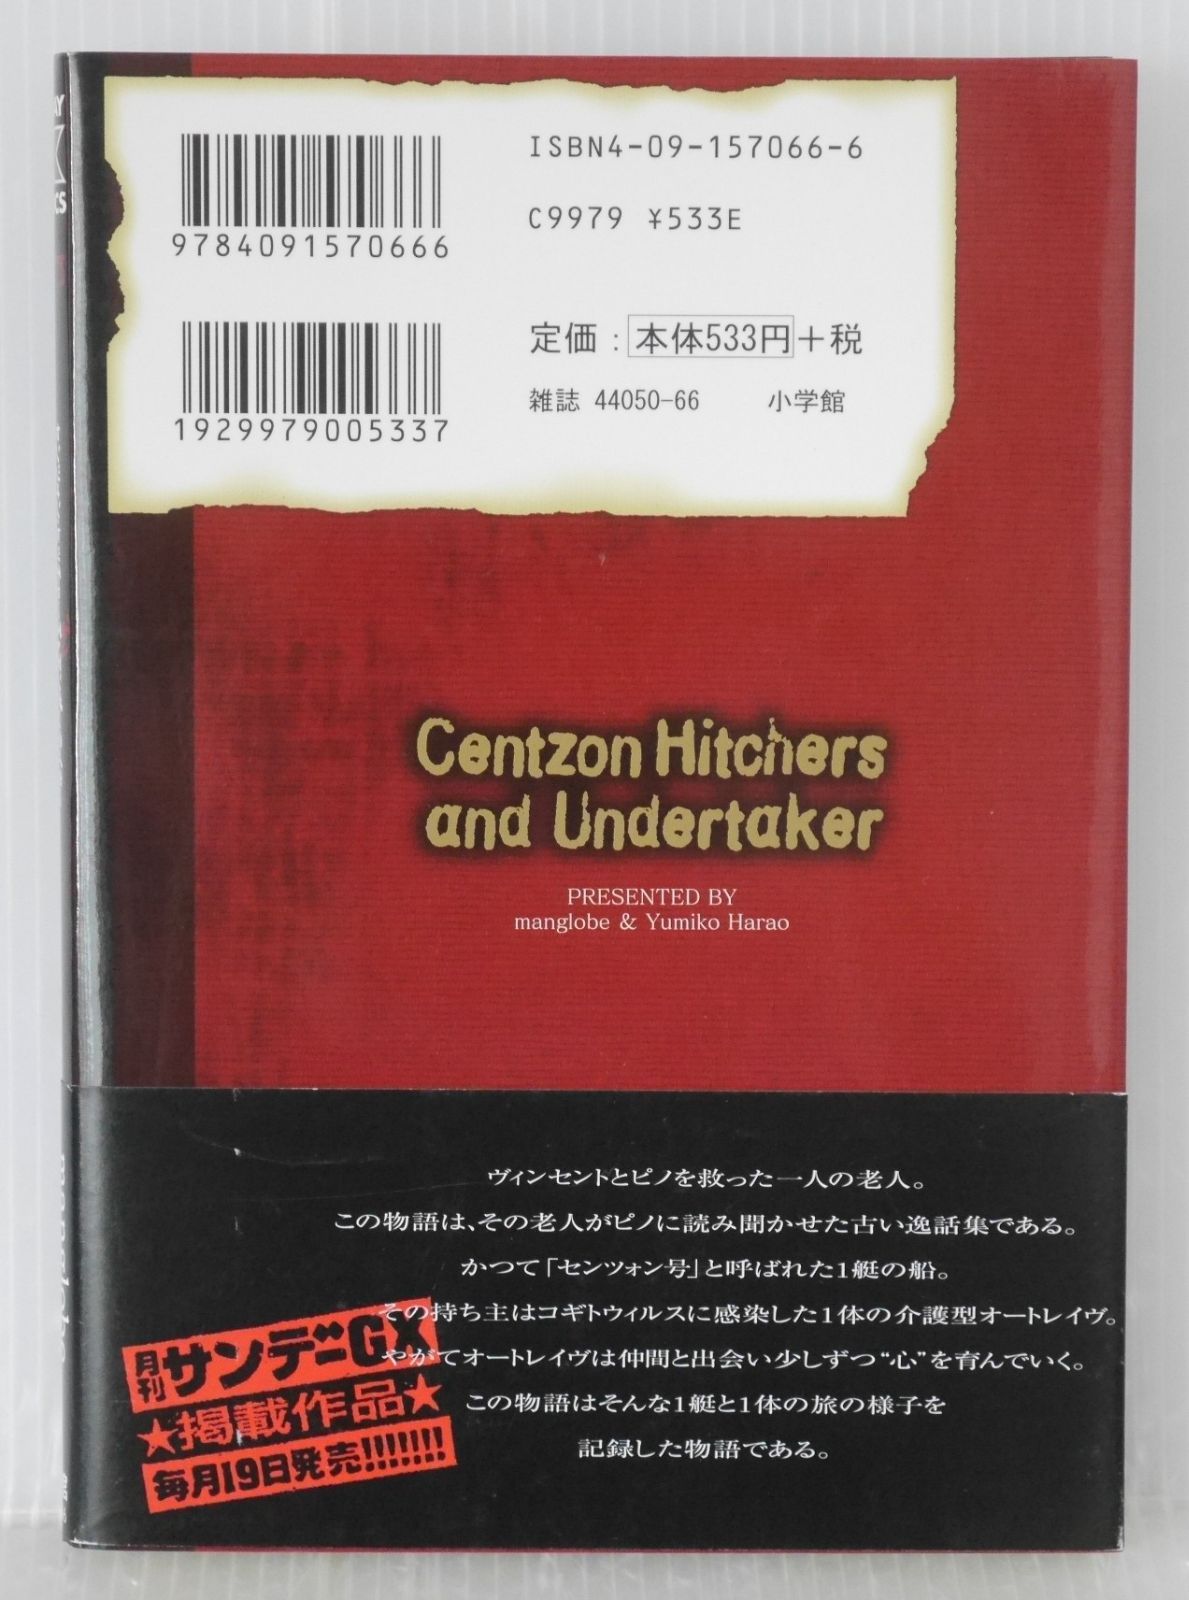 ISBN4-09-157066-6
C9979 ¥533E
9784091570666
定価：本体533円+税
雑誌 44050-66 小学館
1929979005337
Centzon Hitchers
and Undertaker
PRESENTED BY
manglobe & Yumiko Harao
ヴィンセントとピノを救った一人の老人。
この物語は、その老人がピノに読み聞かせた古い逸話集である。
かつて「センツォン号」と呼ばれた1艇の船。
その持ち主はコギトウィルスに感染した1体の介護型オートレイヴ。
やがてオートレイヴは仲間と出会い少しずつ“心”を育んでいく。
この物語はそんな1艇と1体の旅の様子を
記録した物語である。
月刊サンデーGX
★掲載作品★
毎月19日発売!!!!!!!